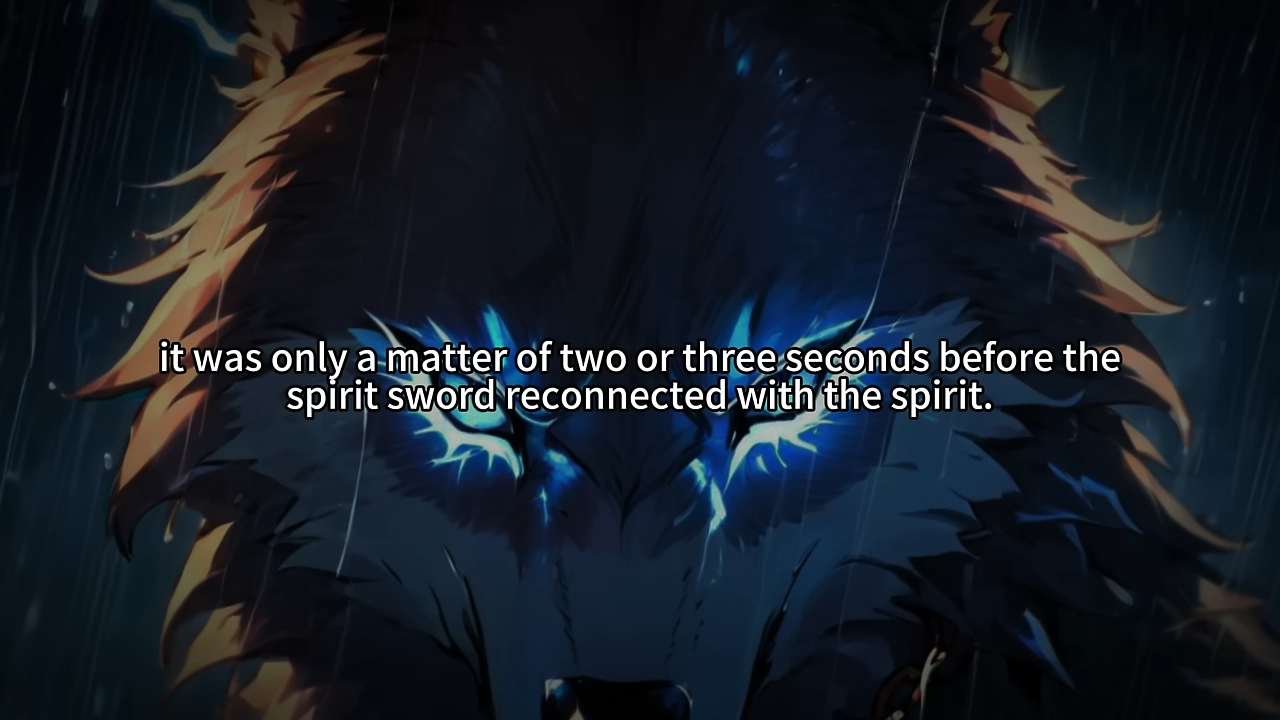 it was only a matter of two or three seconds before the
spirit sword reconnected with the spirit.